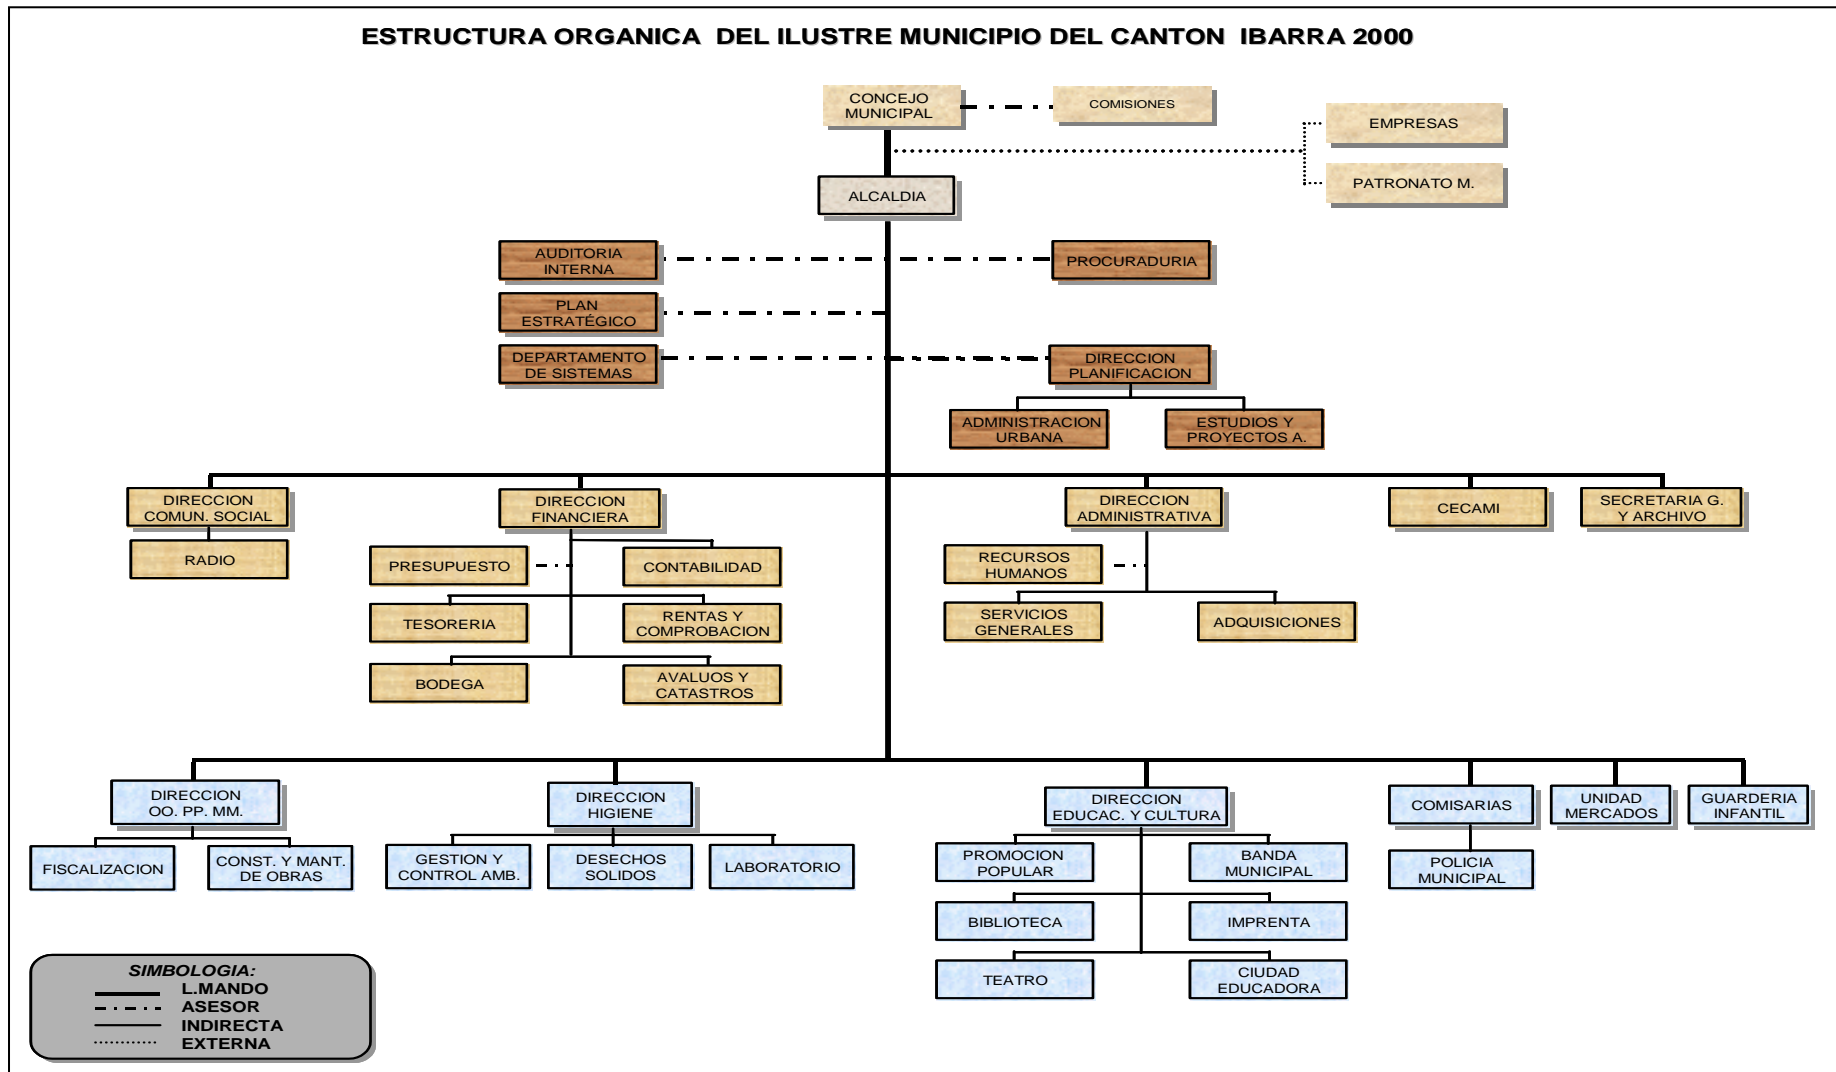 ESTRUCTURA ORGANICA DEL ILUSTRE MUNICIPIO DEL CANTON IBARRA 2000
CONCEJO
MUNICIPAL
COMISIONES
EMPRESAS
PATRONATO M.
ALCALDIA
AUDITORIA
INTERNA
PROCURADURIA
PLAN
ESTRATÉGICO
DEPARTAMENTO
DE SISTEMAS
DIRECCION
PLANIFICACION
ADMINISTRACION
URBANA
ESTUDIOS Y
PROYECTOS A.
DIRECCION
COMUN. SOCIAL
DIRECCION
FINANCIERA
DIRECCION
ADMINISTRATIVA
CECAMI
SECRETARIA G.
Y ARCHIVO
RADIO
PRESUPUESTO
CONTABILIDAD
RECURSOS
HUMANOS
TESORERIA
RENTAS Y
COMPROBACION
SERVICIOS
GENERALES
ADQUISICIONES
BODEGA
AVALUOS Y
CATASTROS
DIRECCION
OO. PP. MM.
DIRECCION
HIGIENE
DIRECCION
EDUCAC. Y CULTURA
COMISARIAS
UNIDAD
MERCADOS
GUARDERIA
INFANTIL
FISCALIZACION
CONST. Y MANT.
DE OBRAS
GESTION Y
CONTROL AMB.
DESECHOS
SOLIDOS
LABORATORIO
PROMOCION
POPULAR
BANDA
MUNICIPAL
POLICIA
MUNICIPAL
BIBLIOTECA
IMPRENTA
TEATRO
CIUDAD
EDUCADORA
SIMBOLOGIA:
L.MANDO
ASESOR
INDIRECTA
EXTERNA